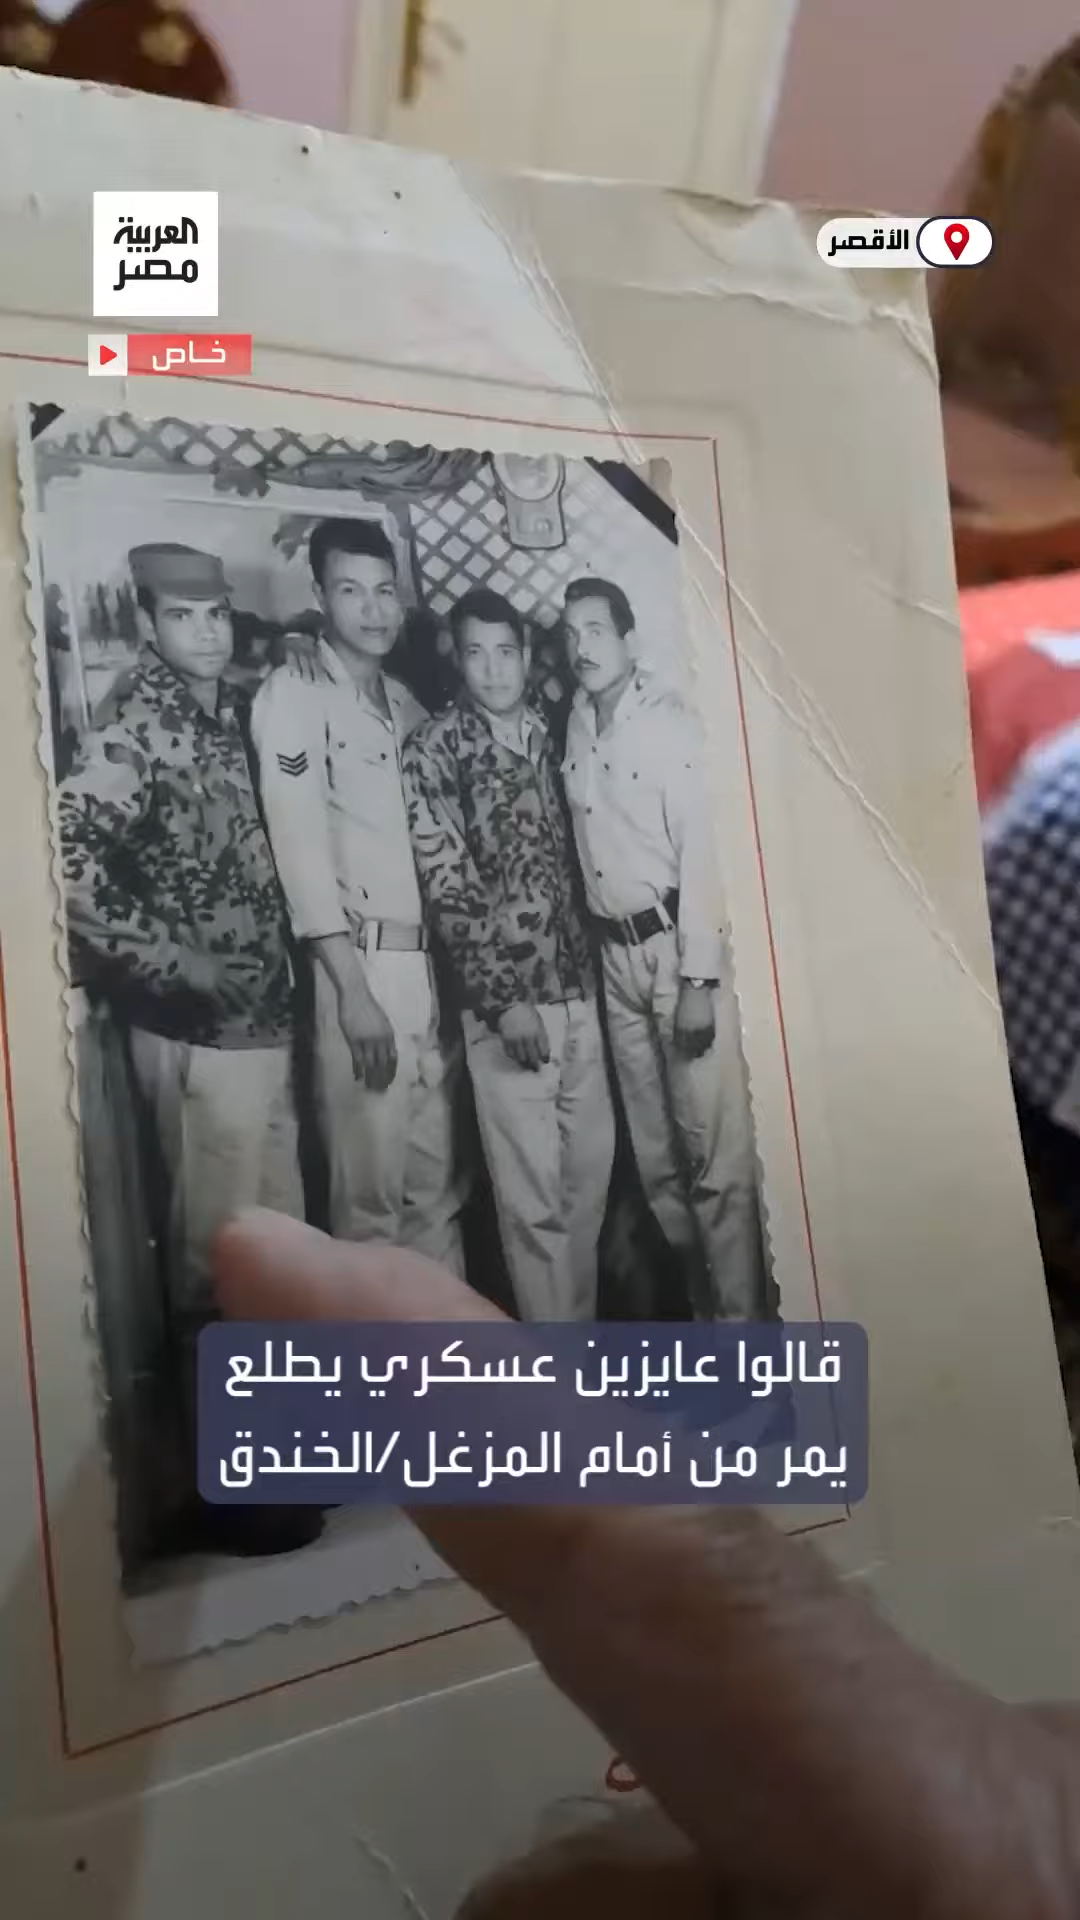 العربية
مصر
الأقصر
خاص
قالوا عايزين عسكري يطلع
يمر من أمام المزغل/الخندق